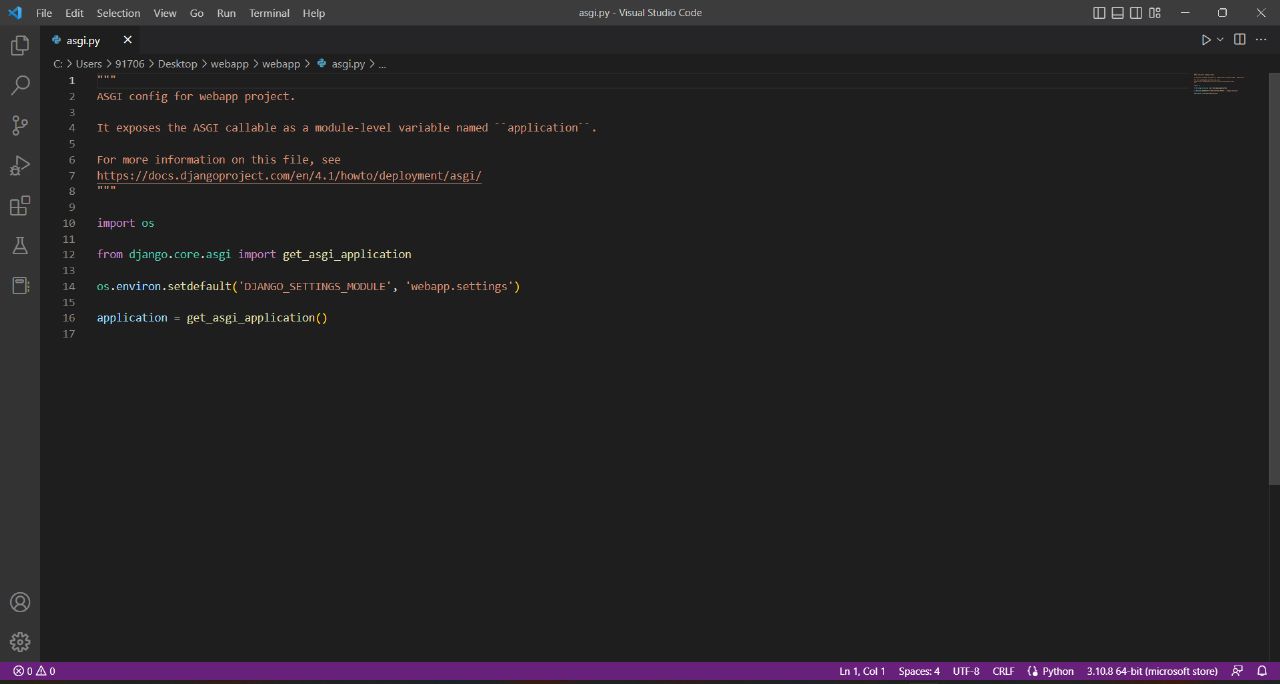 File Edit Selection View Go Run Terminal Help asgi.py - Visual Studio Code
asgi.py
C: > Users > 91706 > Desktop > webapp > webapp > asgi.py > ...
1 """
2 ASGI config for webapp project.
3
4 It exposes the ASGI callable as a module-level variable named ``application``.
5
6 For more information on this file, see
7 https://docs.djangoproject.com/en/4.1/howto/deployment/asgi/
8 """
9
10 import os
11
12 from django.core.asgi import get_asgi_application
13
14 os.environ.setdefault('DJANGO_SETTINGS_MODULE', 'webapp.settings')
15
16 application = get_asgi_application()
17
0 0 Ln 1, Col 1 Spaces: 4 UTF-8 CRLF Python 3.10.8 64-bit (microsoft store)